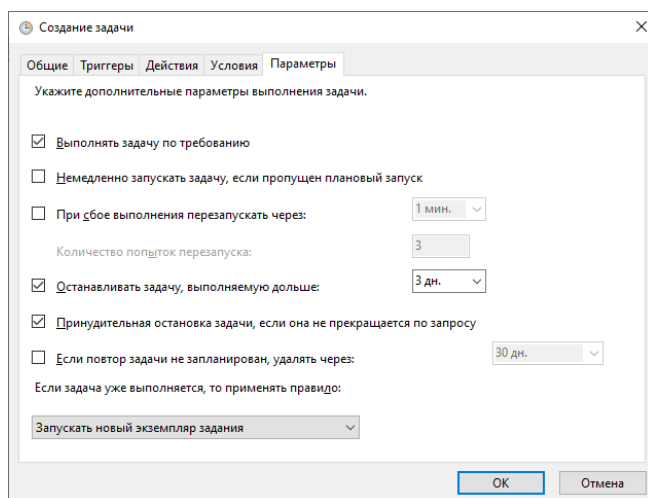 Создание задачи
Общие Триггеры Действия Условия Параметры
Укажите дополнительные параметры выполнения задачи.
Выполнять задачу по требованию
Немедленно запускать задачу, если пропущен плановый запуск
При сбое выполнения перезапускать через: 1 мин.
Количество попыток перезапуска: 3
Останавливать задачу, выполняемую дольше: 3 дн.
Принудительная остановка задачи, если она не прекращается по запросу
Если повтор задачи не запланирован, удалять через: 30 дн.
Если задача уже выполняется, то применять правило:
Запускать новый экземпляр задания
ОК Отмена